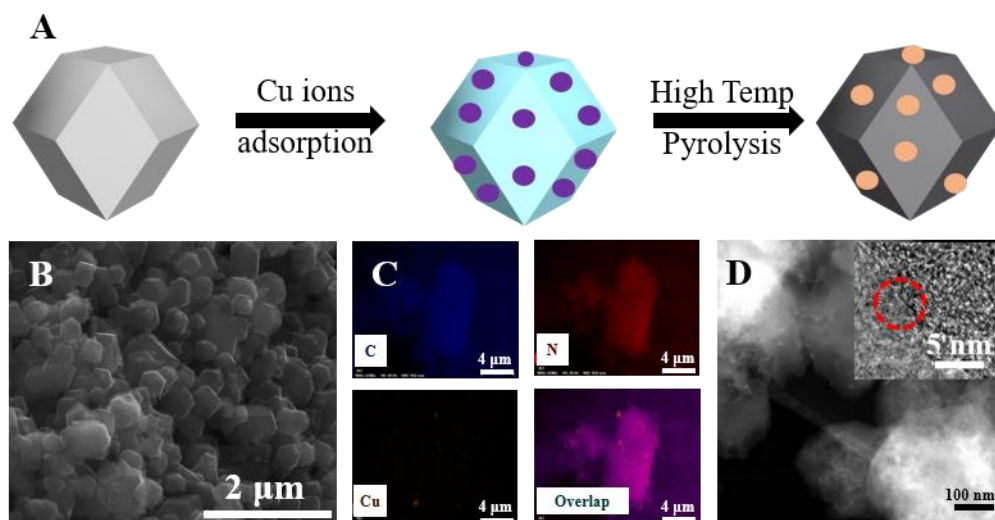 A
Cu ions
adsorption
High Temp
Pyrolysis
B
2 μm
C
C
4 μm
N
4 μm
Cu
4 μm
Overlap
4 μm
D
5 nm
100 nm